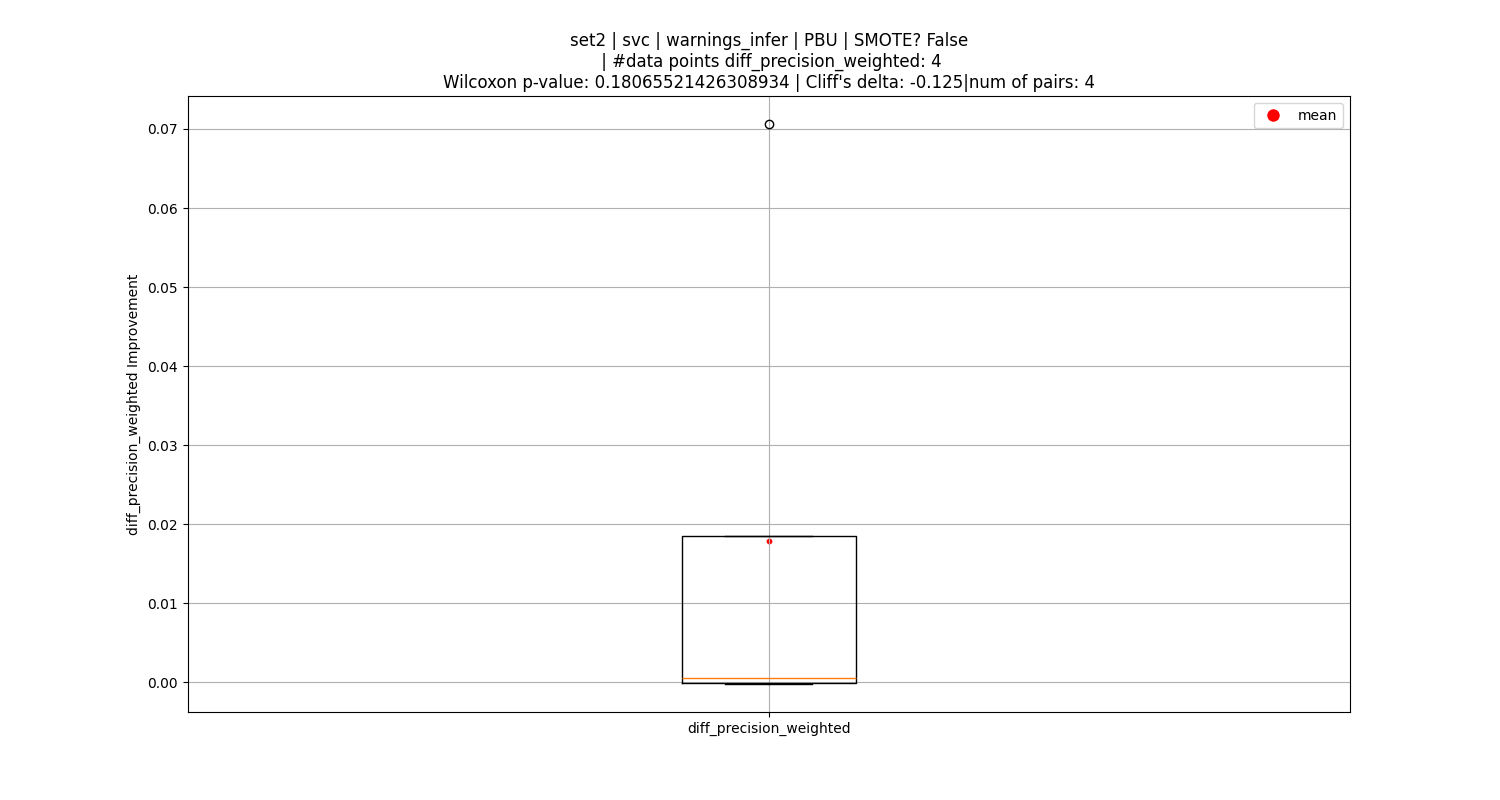 set2 | svc | warnings_infer | PBU | SMOTE? False
| #data points diff_precision_weighted: 4
Wilcoxon p-value: 0.18065521426308934 | Cliff's delta: -0.125|num of pairs: 4
mean
0.07
0.06
0.05
0.04
0.03
0.02
0.01
0.00
diff_precision_weighted Improvement
diff_precision_weighted